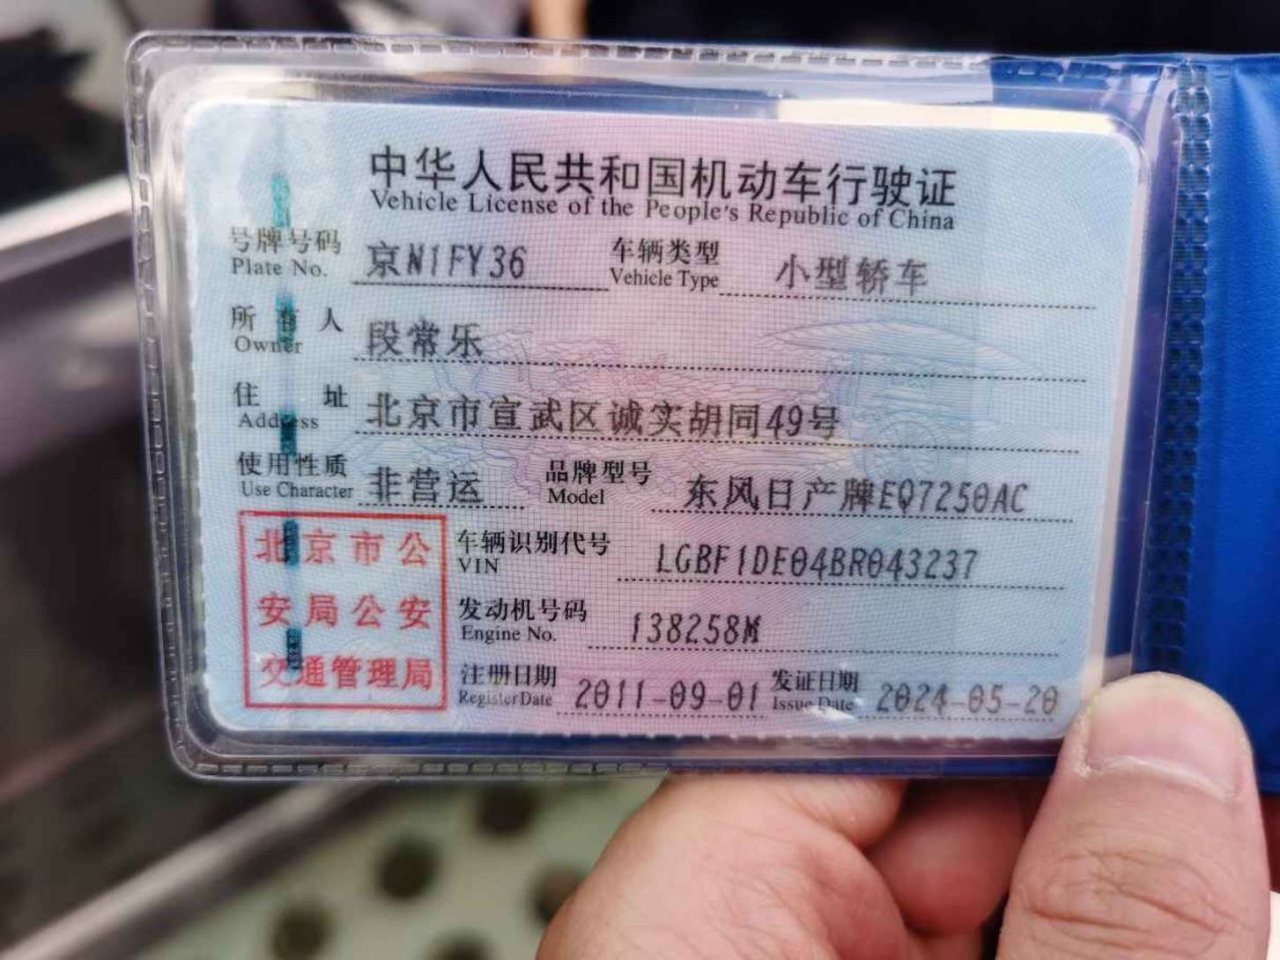 中华人民共和国机动车行驶证
Vehicle License of the People's Republic of China
号牌号码 京N1FY36 车辆类型 小型轿车
Plate No. Vehicle Type
所有人 段常乐
Owner
住址 北京市宣武区诚实胡同49号
Address
使用性质 非营运 品牌型号 东风日产牌EQ7250AC
Use Character Model
北京市公 车辆识别代号 LGBF1DE04BR043237
VIN
安局公安 发动机号码 138258M
Engine No.
交通管理局 注册日期 2011-09-01 发证日期 2024-05-20
Register Date Issue Date